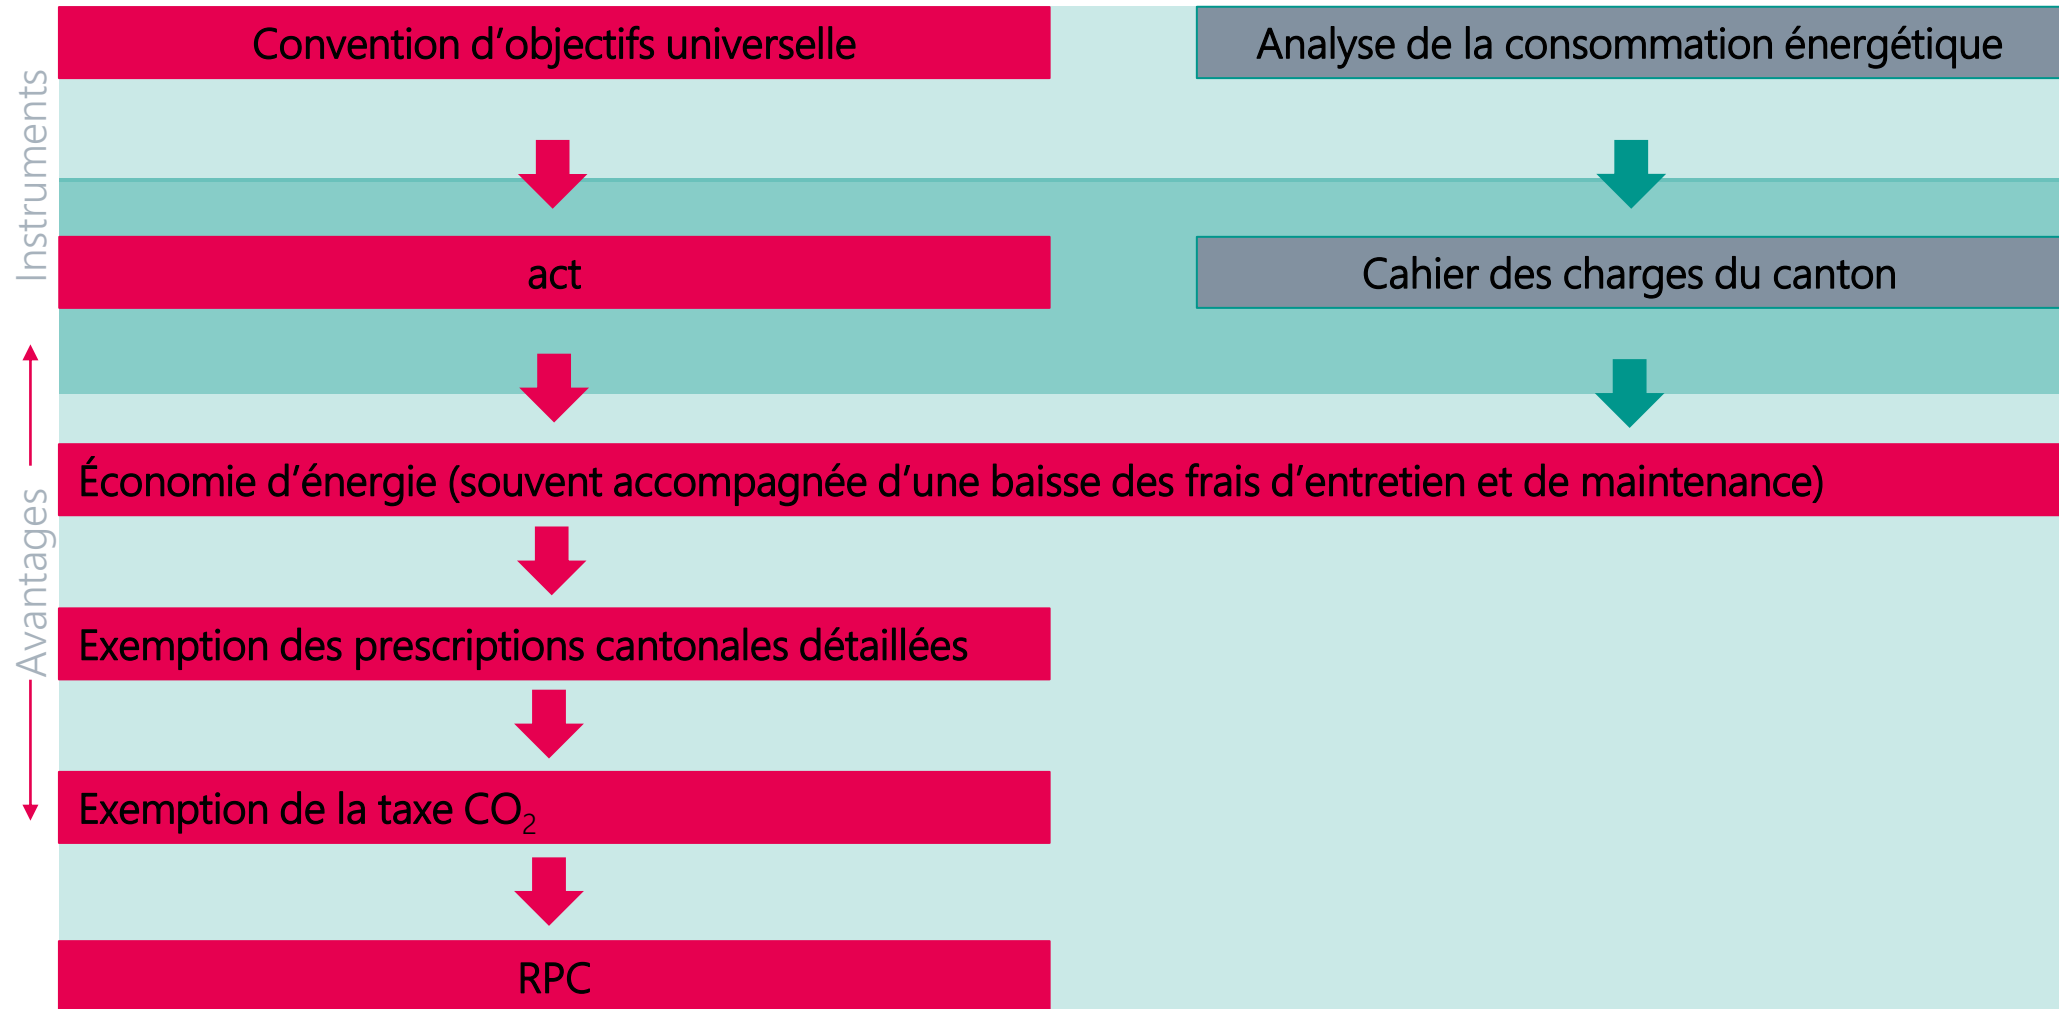 Convention d’objectifs universelle
Analyse de la consommation énergétique
Instruments
act
Cahier des charges du canton
Économie d’énergie (souvent accompagnée d’une baisse des frais d’entretien et de maintenance)
Avantages
Exemption des prescriptions cantonales détaillées
Exemption de la taxe CO₂
RPC